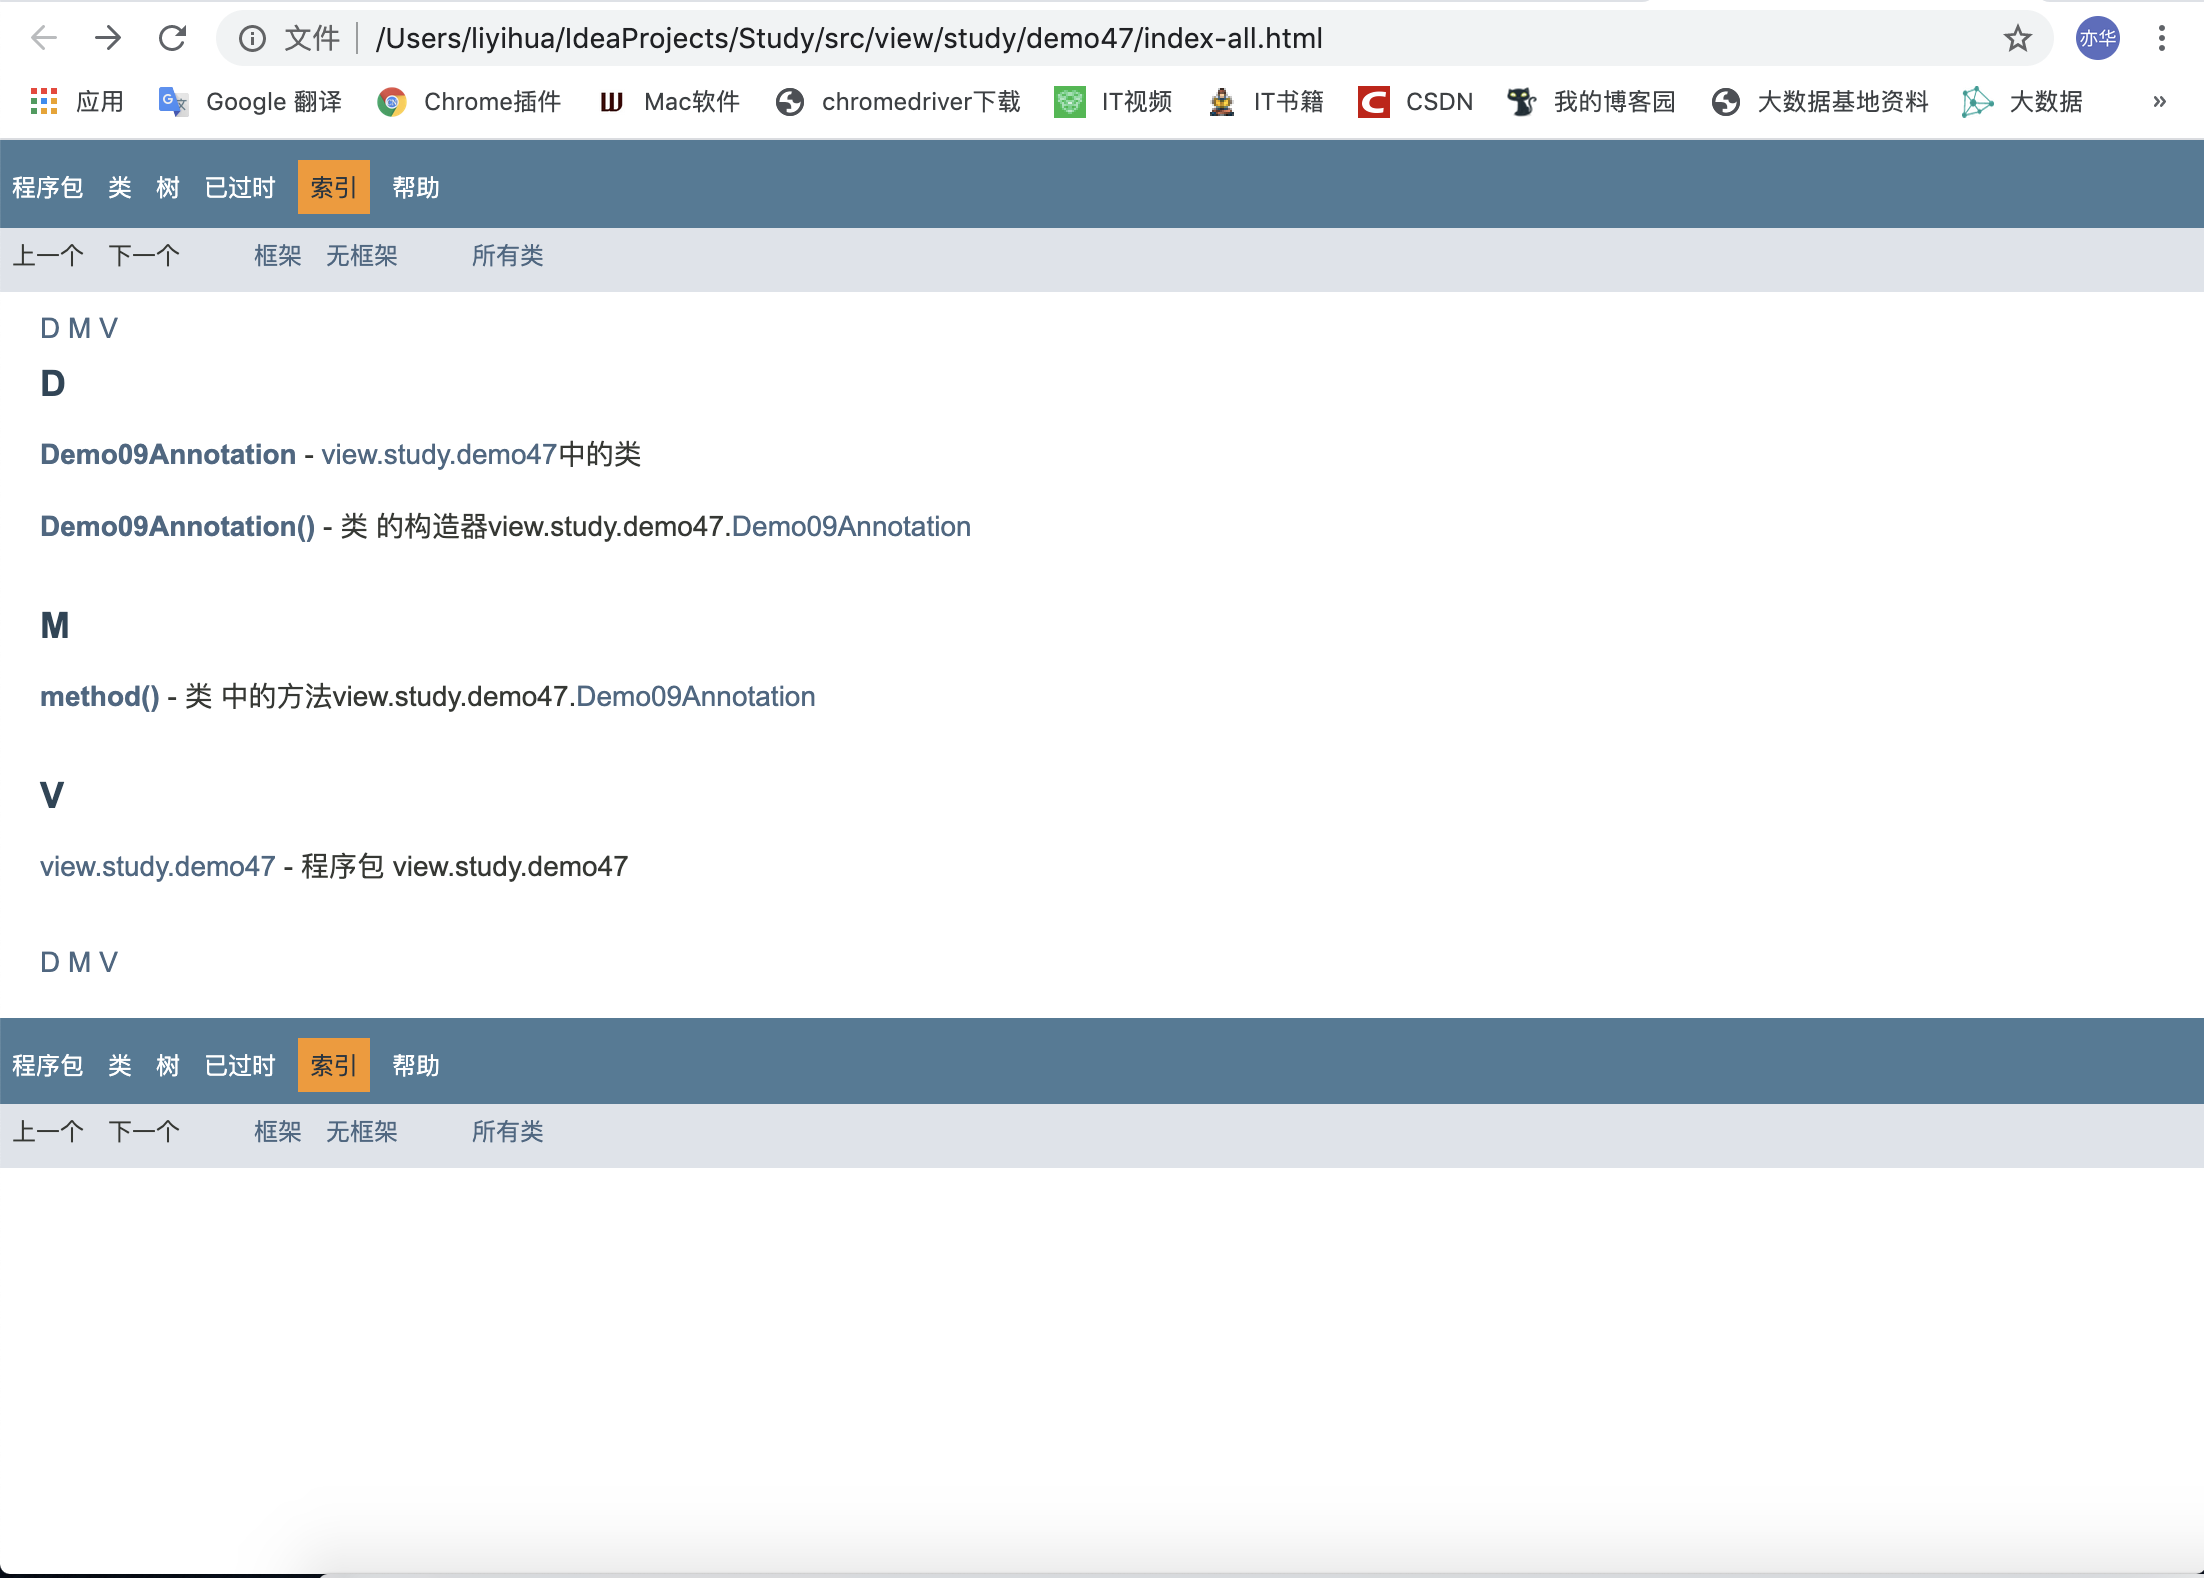 文件 /Users/liyihua/IdeaProjects/Study/src/view/study/demo47/index-all.html 亦华
应用 Google 翻译 Chrome插件 Mac软件 chromedriver下载 IT视频 IT书籍 CSDN 我的博客园 大数据基地资料 大数据 »
程序包 类 树 已过时 索引 帮助
上一个 下一个 框架 无框架 所有类
D M V
D
Demo09Annotation - view.study.demo47中的类
Demo09Annotation() - 类 的构造器view.study.demo47.Demo09Annotation
M
method() - 类 中的方法view.study.demo47.Demo09Annotation
V
view.study.demo47 - 程序包 view.study.demo47
D M V
程序包 类 树 已过时 索引 帮助
上一个 下一个 框架 无框架 所有类